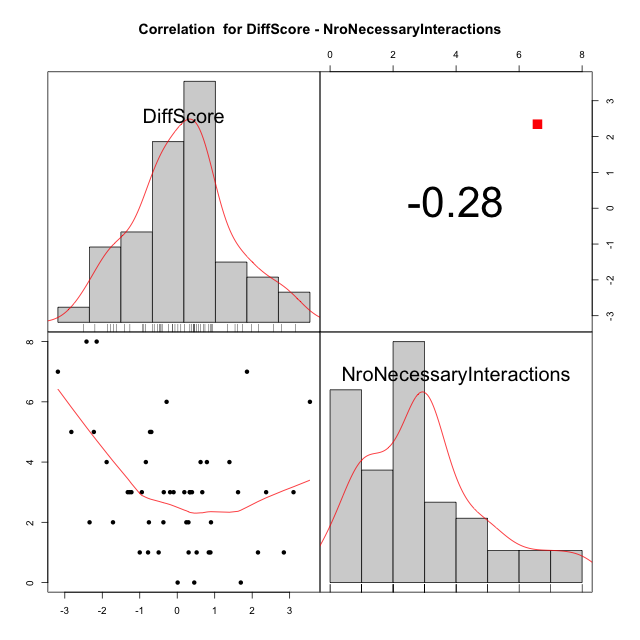 Correlation for DiffScore - NroNecessaryInteractions
0 2 4 6 8
DiffScore
-0.28
3
2
1
0
-1
-2
-3
NroNecessaryInteractions
8
6
4
2
0
-3 -2 -1 0 1 2 3